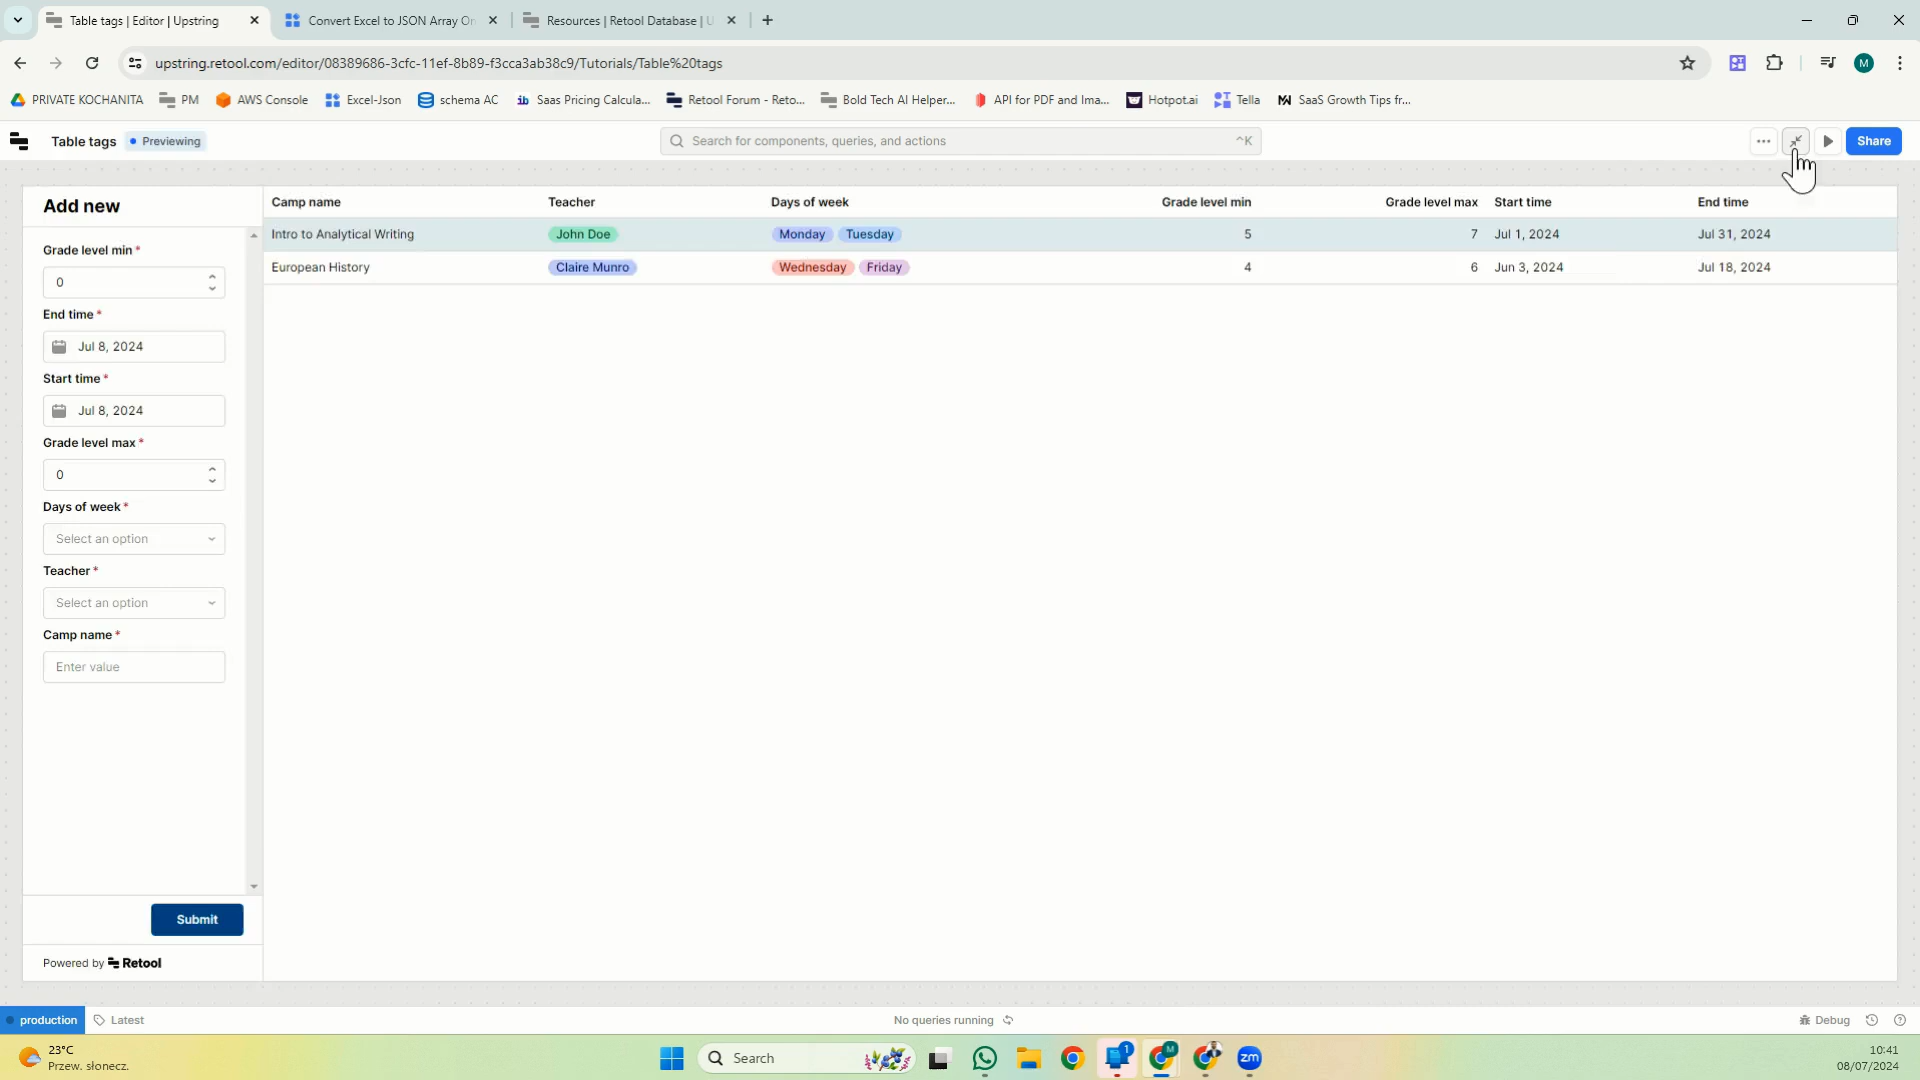 Table tags | Editor | Upstring
Convert Excel to JSON Array On
Resources | Retool Database | U
upstring.retool.com/editor/08389686-3cfc-11ef-8b89-f3cca3ab38c9/Tutorials/Table%20tags
M
PRIVATE KOCHANITA
PM
AWS Console
Excel-Json
schema AC
Saas Pricing Calcula...
Retool Forum - Reto...
Bold Tech AI Helper...
API for PDF and Ima...
Hotpot.ai
Tella
SaaS Growth Tips fr...
Table tags
Previewing
Search for components, queries, and actions
^K
Share
Add new
Grade level min *
0
End time *
Jul 8, 2024
Start time *
Jul 8, 2024
Grade level max *
0
Days of week *
Select an option
Teacher *
Select an option
Camp name *
Enter value
Submit
Powered by Retool
Camp name Teacher Days of week Grade level min Grade level max Start time End time
Intro to Analytical Writing John Doe Monday Tuesday 5 7 Jul 1, 2024 Jul 31, 2024
European History Claire Munro Wednesday Friday 4 6 Jun 3, 2024 Jul 18, 2024
production
Latest
No queries running
Debug
23°C
Przew. słonecz.
Search
1
M
zm
10:41
08/07/2024